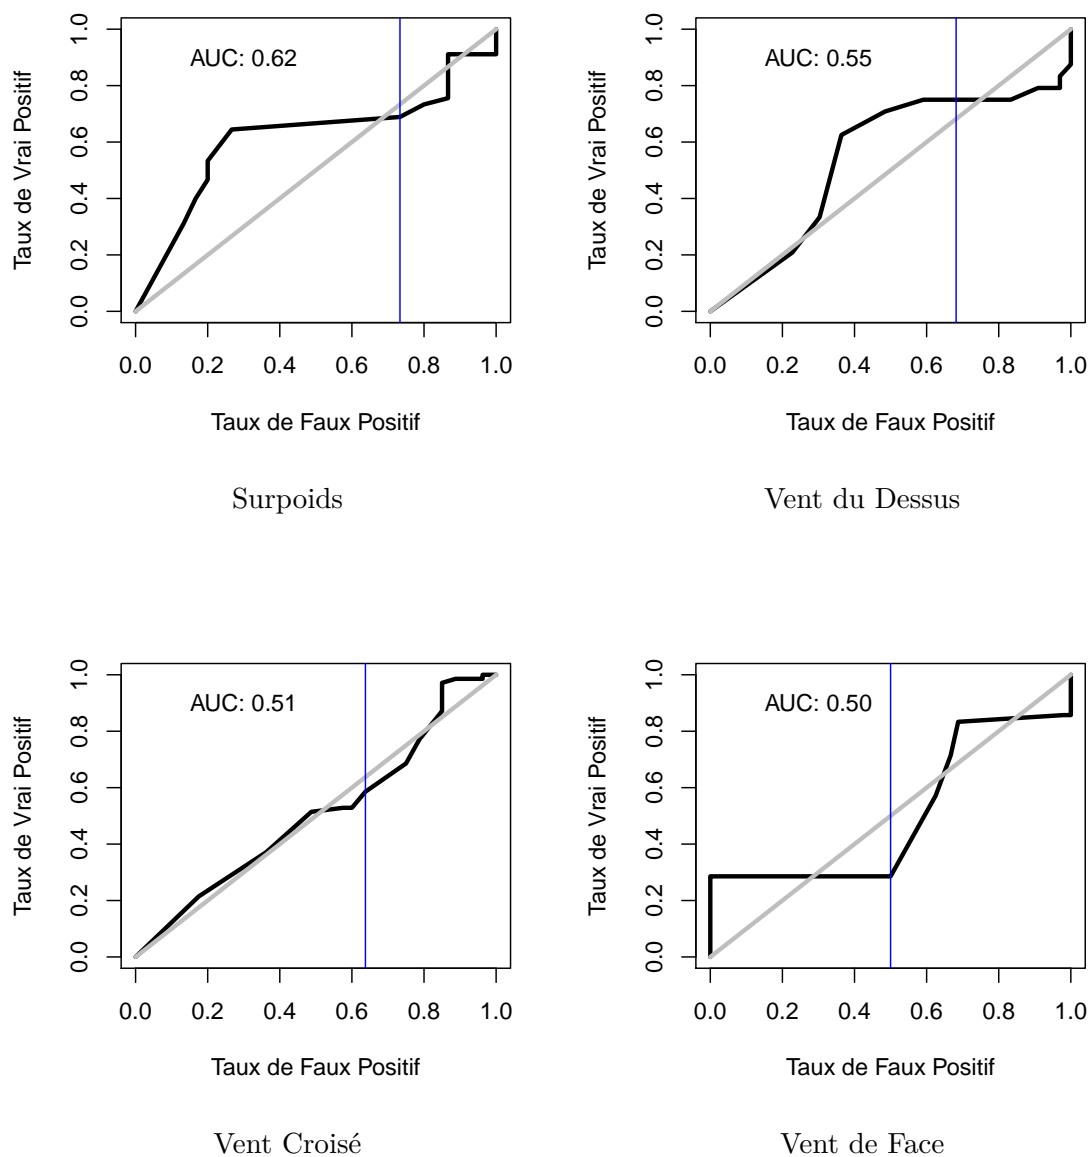 AUC: 0.62
Taux de Vrai Positif
0.0 0.2 0.4 0.6 0.8 1.0
0.0 0.2 0.4 0.6 0.8 1.0
Taux de Faux Positif
Surpoids
AUC: 0.55
Taux de Vrai Positif
0.0 0.2 0.4 0.6 0.8 1.0
0.0 0.2 0.4 0.6 0.8 1.0
Taux de Faux Positif
Vent du Dessus
AUC: 0.51
Taux de Vrai Positif
0.0 0.2 0.4 0.6 0.8 1.0
0.0 0.2 0.4 0.6 0.8 1.0
Taux de Faux Positif
Vent Croisé
AUC: 0.50
Taux de Vrai Positif
0.0 0.2 0.4 0.6 0.8 1.0
0.0 0.2 0.4 0.6 0.8 1.0
Taux de Faux Positif
Vent de Face